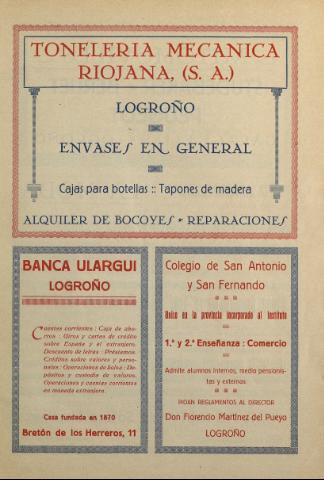 TONELERIA MECANICA
RIOJANA, (S. A.)
LOGROÑO
ENVASES EN GENERAL
Cajas para botellas :: Tapones de madera
ALQUILER DE BOCOYES * REPARACIONES
BANCA ULARGUI
LOGROÑO
Cuentas corrientes : Caja de aho-
rros : Giros y cartas de crédito
sobre España y el extranjero.
Descuento de letras : Préstamos.
Créditos sobre valores y perso-
nales : Operaciones de bolsa : De-
pósitos y custodia de valores.
Operaciones y cuentas corrientes
en moneda extranjera.
Casa fundada en 1870
Bretón de los Herreros, 11
Colegio de San Antonio
y San Fernando
Unico en la provincia incorporado al Instituto
1.ª y 2.ª Enseñanza : Comercio
Admite alumnos internos, medio pensionis-
tas y externos
PIDAN REGLAMENTOS AL DIRECTOR
Don Florencio Martínez del Pueyo
LOGROÑO